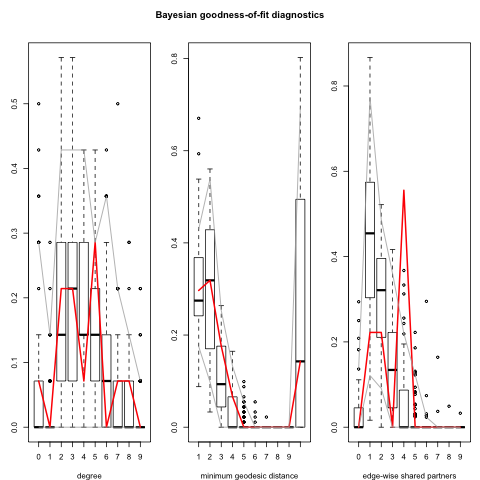 Bayesian goodness-of-fit diagnostics
0.0 0.1 0.2 0.3 0.4 0.5
0 1 2 3 4 5 6 7 8 9
degree
0.0 0.2 0.4 0.6 0.8
1 2 3 4 5 6 7 9
minimum geodesic distance
0.0 0.2 0.4 0.6 0.8
0 1 2 3 4 5 6 7 8 9
edge-wise shared partners